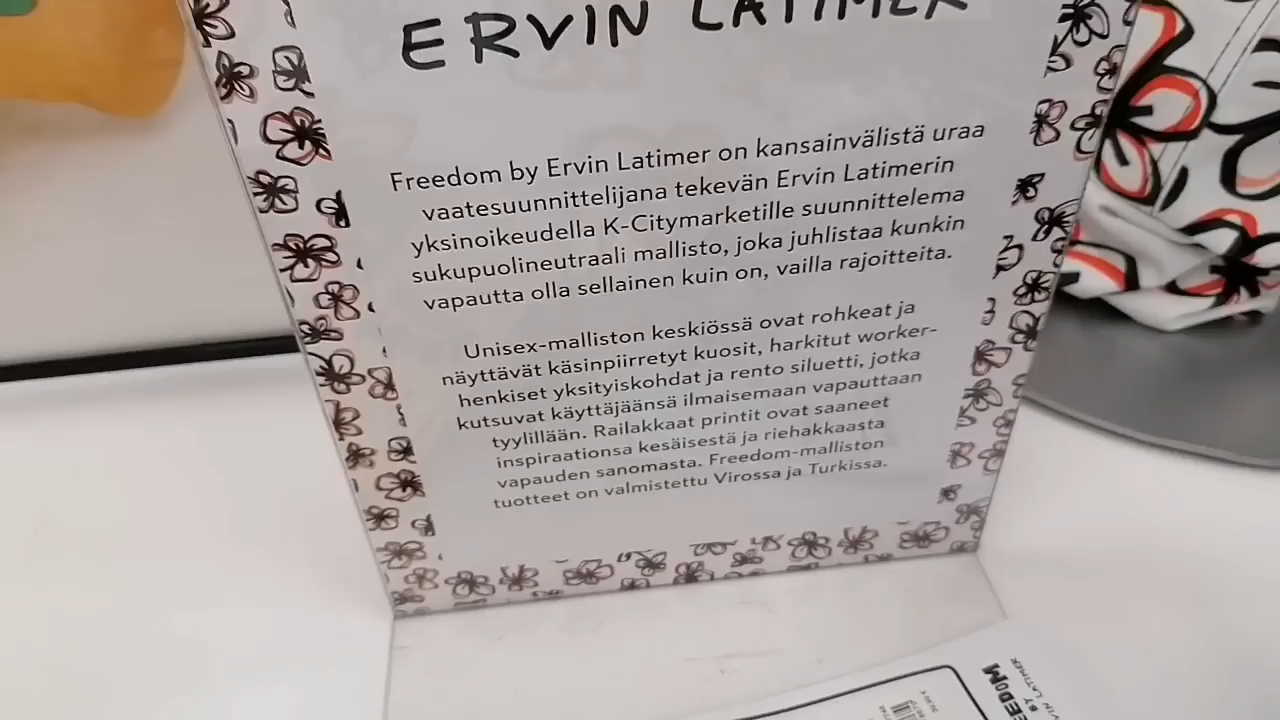 ERVIN LATIMER
Freedom by Ervin Latimer on kansainvälistä uraa
vaatesuunnittelijana tekevän Ervin Latimerin
yksinoikeudella K-Citymarketille suunnittelema
sukupuolineutraali mallisto, joka juhlistaa kunkin
vapautta olla sellainen kuin on, vailla rajoitteita.
Unisex-malliston keskiössä ovat rohkeat ja
näyttävät käsinpiirretyt kuosit, harkitut worker-
henkiset yksityiskohdat ja rento siluetti, jotka
kutsuvat käyttäjäänsä ilmaisemaan vapauttaan
tyylillään. Railakkaat printit ovat saaneet
inspiraationsa kesäisestä ja riehakkaasta
vapauden sanomasta. Freedom-malliston
tuotteet on valmistettu Virossa ja Turkissa.
BY
LATIMER